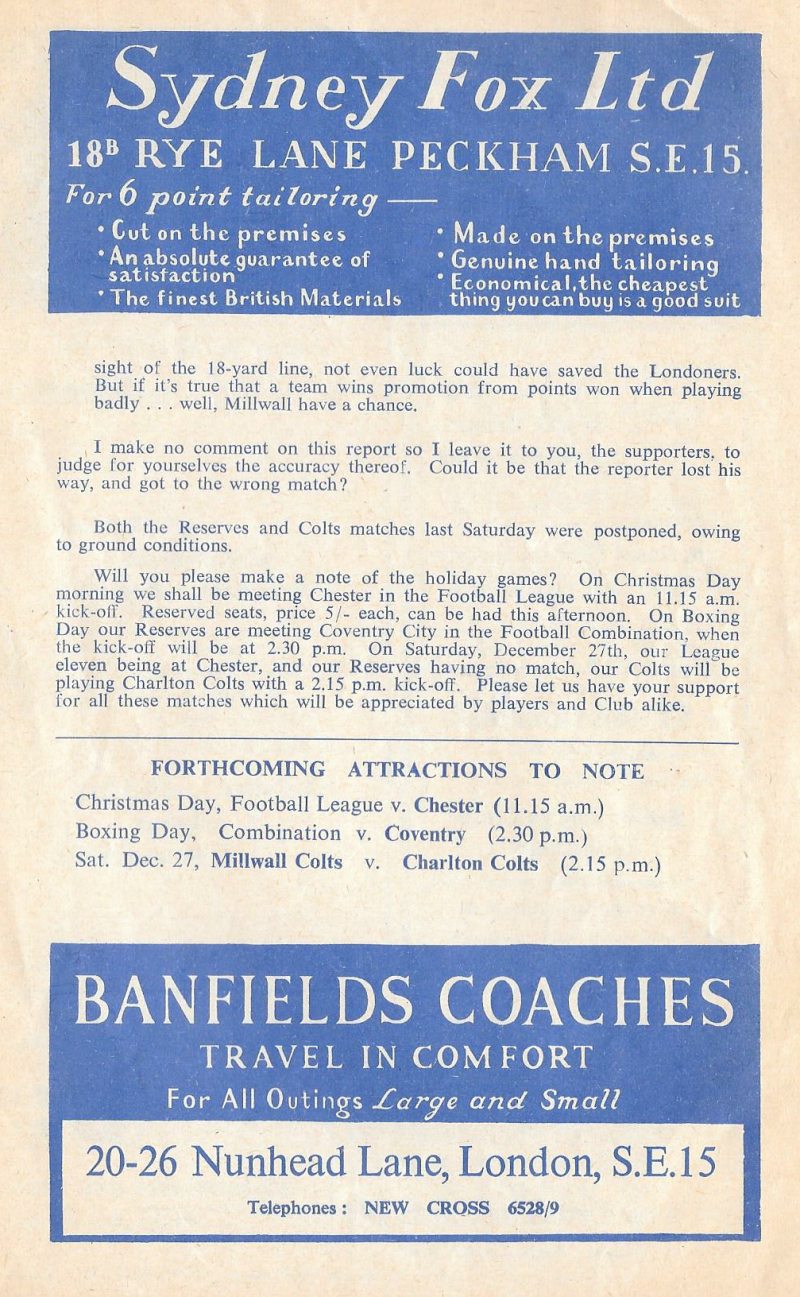 Sydney Fox Ltd
18B RYE LANE PECKHAM S.E.15.
For 6 point tailoring —
• Cut on the premises
• An absolute guarantee of
satisfaction
• The finest British Materials
• Made on the premises
• Genuine hand tailoring
• Economical, the cheapest
thing you can buy is a good suit
sight of the 18-yard line, not even luck could have saved the Londoners.
But if it's true that a team wins promotion from points won when playing
badly . . . well, Millwall have a chance.
I make no comment on this report so I leave it to you, the supporters, to
judge for yourselves the accuracy thereof. Could it be that the reporter lost his
way, and got to the wrong match?
Both the Reserves and Colts matches last Saturday were postponed, owing
to ground conditions.
Will you please make a note of the holiday games? On Christmas Day
morning we shall be meeting Chester in the Football League with an 11.15 a.m.
kick-off. Reserved seats, price 5/- each, can be had this afternoon. On Boxing
Day our Reserves are meeting Coventry City in the Football Combination, when
the kick-off will be at 2.30 p.m. On Saturday, December 27th, our League
eleven being at Chester, and our Reserves having no match, our Colts will be
playing Charlton Colts with a 2.15 p.m. kick-off. Please let us have your support
for all these matches which will be appreciated by players and Club alike.
FORTHCOMING ATTRACTIONS TO NOTE
Christmas Day, Football League v. Chester (11.15 a.m.)
Boxing Day, Combination v. Coventry (2.30 p.m.)
Sat. Dec. 27, Millwall Colts v. Charlton Colts (2.15 p.m.)
BANFIELDS COACHES
TRAVEL IN COMFORT
For All Outings Large and Small
20-26 Nunhead Lane, London, S.E.15
Telephones : NEW CROSS 6528/9